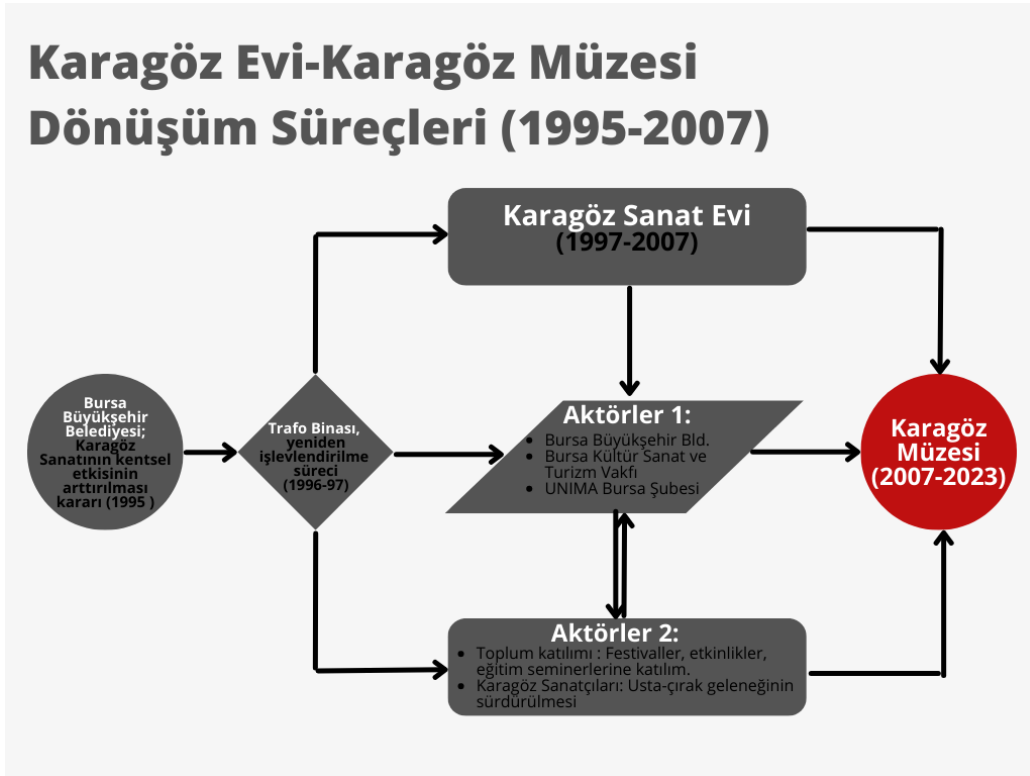 Karagöz Evi-Karagöz Müzesi
Dönüşüm Süreçleri (1995-2007)
Karagöz Sanat Evi
(1997-2007)
Bursa
Büyükşehir
Belediyesi;
Karagöz
Sanatının kentsel
etkisinin
arttırılması
kararı (1995 )
Trafo Binası,
yeniden
işlevlendirilme
süreci
(1996-97)
Aktörler 1:
• Bursa Büyükşehir Bld.
• Bursa Kültür Sanat ve
Turizm Vakfı
• UNIMA Bursa Şubesi
Karagöz
Müzesi
(2007-2023)
Aktörler 2:
• Toplum katılımı : Festivaller, etkinlikler,
eğitim seminerlerine katılım.
• Karagöz Sanatçıları: Usta-çırak geleneğinin
sürdürülmesi